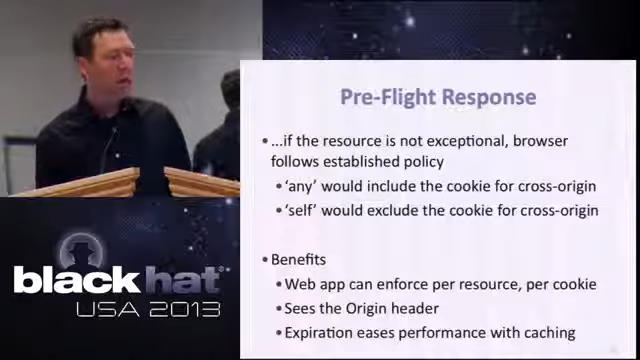 Pre-Flight Response
•...if the resource is not exceptional, browser
follows established policy
•‘any’ would include the cookie for cross-origin
•‘self’ would exclude the cookie for cross-origin
•Benefits
•Web app can enforce per resource, per cookie
•Sees the Origin header
•Expiration eases performance with caching
black hat®
USA 2013